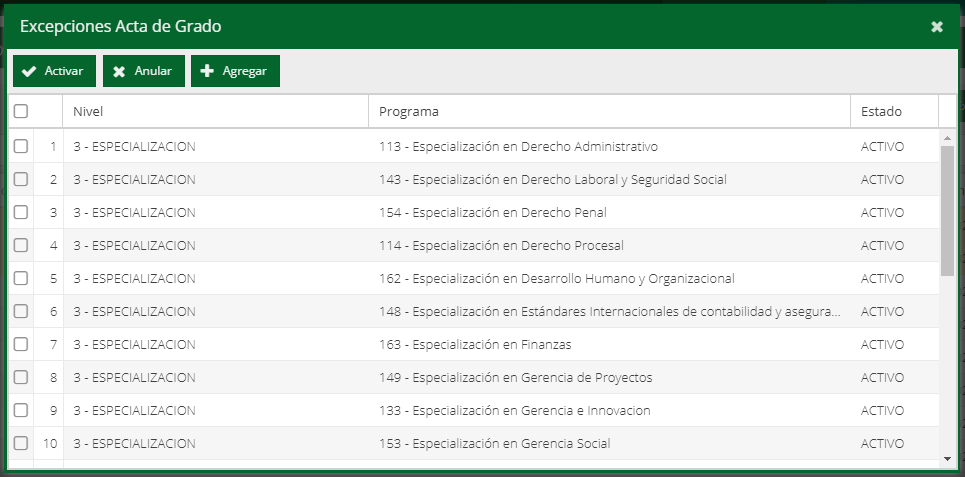 Excepciones Acta de Grado
Activar Anular Agregar
Nivel Programa Estado
1 3 - ESPECIALIZACION 113 - Especialización en Derecho Administrativo ACTIVO
2 3 - ESPECIALIZACION 143 - Especialización en Derecho Laboral y Seguridad Social ACTIVO
3 3 - ESPECIALIZACION 154 - Especialización en Derecho Penal ACTIVO
4 3 - ESPECIALIZACION 114 - Especialización en Derecho Procesal ACTIVO
5 3 - ESPECIALIZACION 162 - Especialización en Desarrollo Humano y Organizacional ACTIVO
6 3 - ESPECIALIZACION 148 - Especialización en Estándares Internacionales de contabilidad y asegura... ACTIVO
7 3 - ESPECIALIZACION 163 - Especialización en Finanzas ACTIVO
8 3 - ESPECIALIZACION 149 - Especialización en Gerencia de Proyectos ACTIVO
9 3 - ESPECIALIZACION 133 - Especialización en Gerencia e Innovacion ACTIVO
10 3 - ESPECIALIZACION 153 - Especialización en Gerencia Social ACTIVO